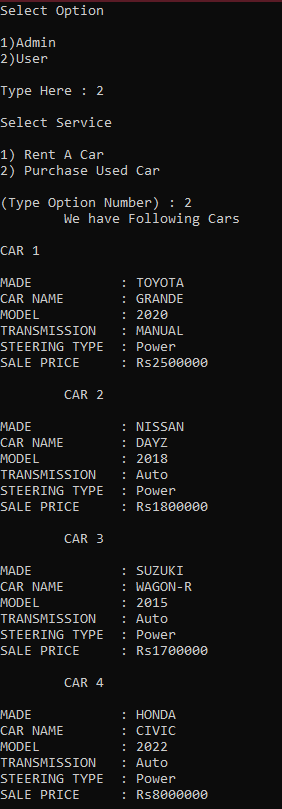 Select Option
1)Admin
2)User
Type Here : 2
Select Service
1) Rent A Car
2) Purchase Used Car
(Type Option Number) : 2
We have Following Cars
CAR 1
MADE : TOYOTA
CAR NAME : GRANDE
MODEL : 2020
TRANSMISSION : MANUAL
STEERING TYPE : Power
SALE PRICE : Rs2500000
CAR 2
MADE : NISSAN
CAR NAME : DAYZ
MODEL : 2018
TRANSMISSION : Auto
STEERING TYPE : Power
SALE PRICE : Rs1800000
CAR 3
MADE : SUZUKI
CAR NAME : WAGON-R
MODEL : 2015
TRANSMISSION : Auto
STEERING TYPE : Power
SALE PRICE : Rs1700000
CAR 4
MADE : HONDA
CAR NAME : CIVIC
MODEL : 2022
TRANSMISSION : Auto
STEERING TYPE : Power
SALE PRICE : Rs8000000